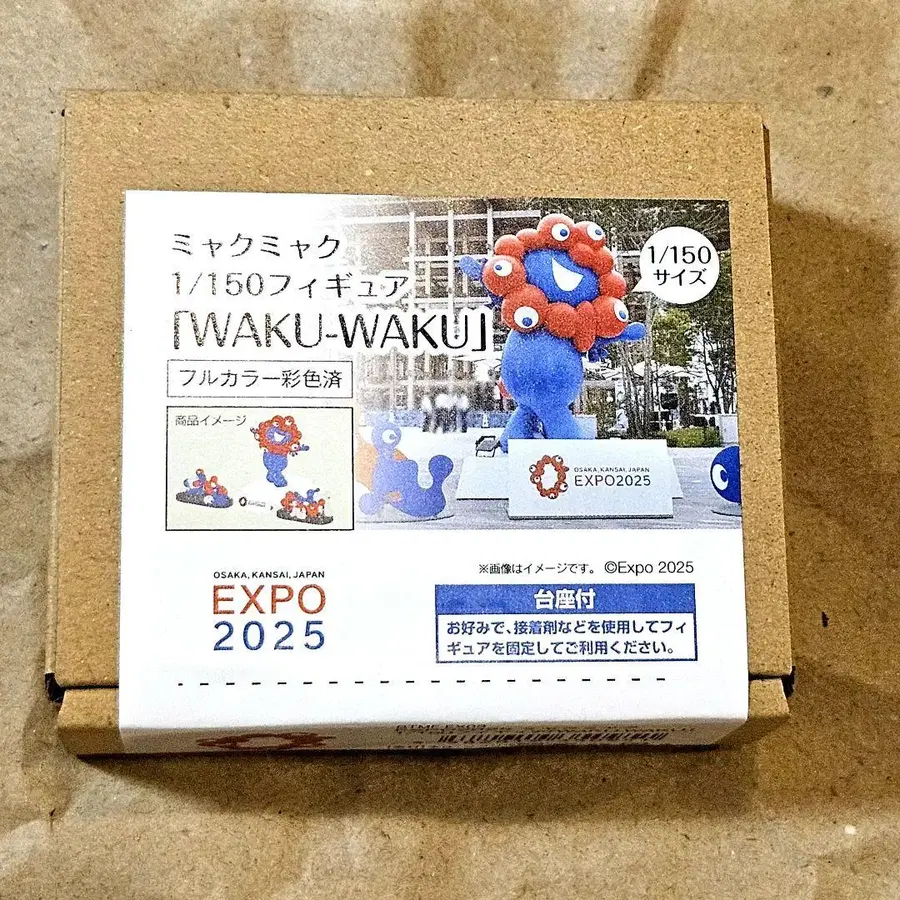 ミャクミャク
1/150フィギュア
「WAKU-WAKU」
フルカラー彩色済
商品イメージ
1/150
サイズ
OSAKA, KANSAI, JAPAN
EXPO2025
※画像はイメージです。 ©Expo 2025
OSAKA, KANSAI, JAPAN
EXPO
2025
台座付
お好みで、接着剤などを使用してフィ
ギュアを固定してご利用ください。